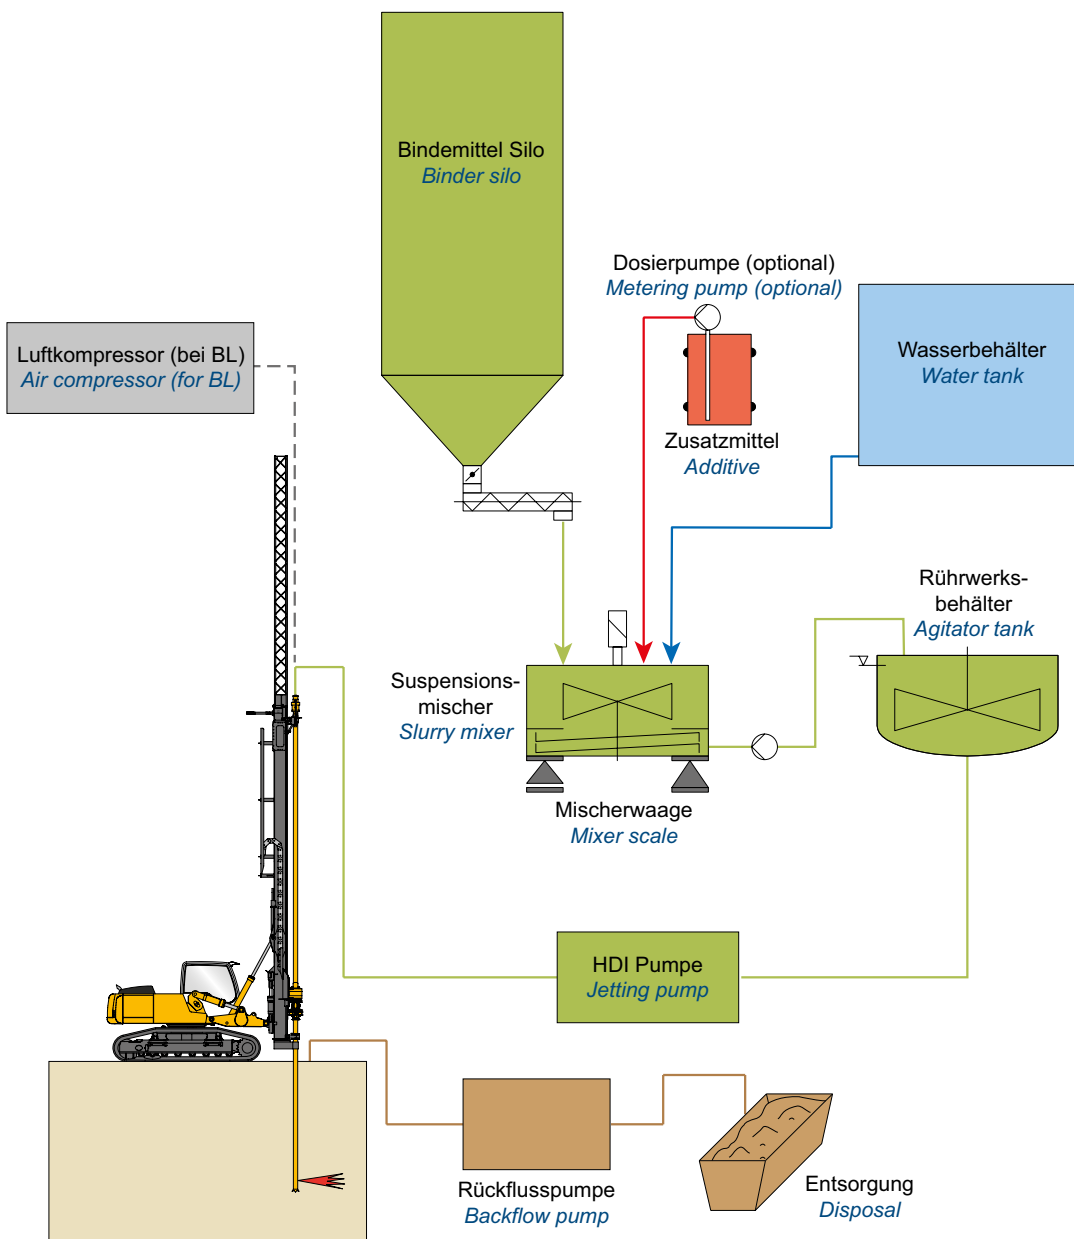 Bindemittel Silo
Binder silo
Dosierpumpe (optional)
Metering pump (optional)
Luftkompressor (bei BL)
Air compressor (for BL)
Wasserbehälter
Water tank
Zusatzmittel
Additive
Rührwerks-
behälter
Agitator tank
Suspensions-
mischer
Slurry mixer
Mischerwaage
Mixer scale
HDI Pumpe
Jetting pump
Rückflusspumpe
Backflow pump
Entsorgung
Disposal